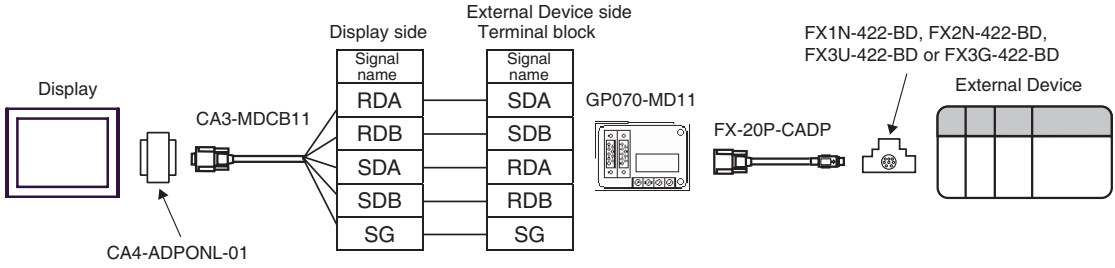 External Device side
Display side
Terminal block
FX1N-422-BD, FX2N-422-BD,
FX3U-422-BD or FX3G-422-BD
Signal
name
Signal
name
External Device
Display
CA3-MDCB11
RDA
SDA
GP070-MD11
FX-20P-CADP
RDB
SDB
SDA
RDA
SDB
RDB
SG
SG
CA4-ADPONL-01